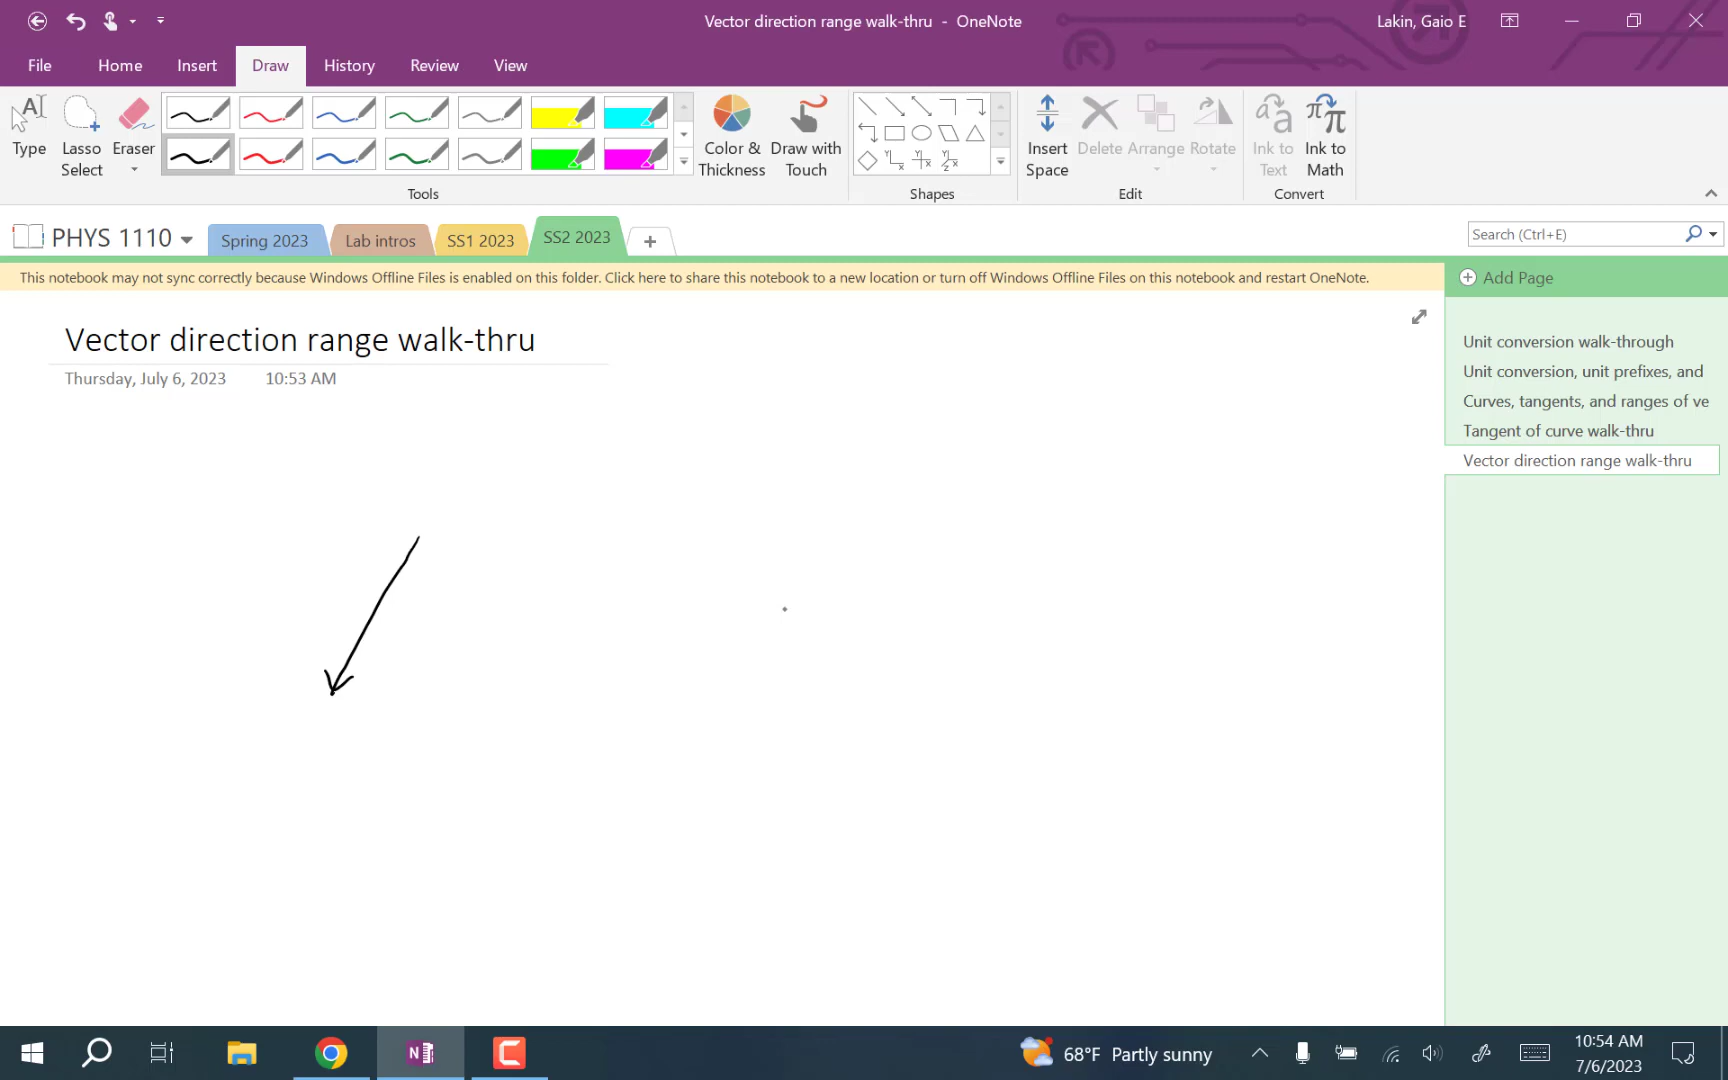 Vector direction range walk-thru - OneNote
Lakin, Gaio E
File Home Insert Draw History Review View
Type
Lasso Select
Eraser
Color & Thickness
Draw with Touch
Insert Space
Delete
Arrange
Rotate
Ink to Text
Ink to Math
Tools Shapes Edit Convert
PHYS 1110
Spring 2023
Lab intros
SS1 2023
SS2 2023
Search (Ctrl+E)
This notebook may not sync correctly because Windows Offline Files is enabled on this folder. Click here to share this notebook to a new location or turn off Windows Offline Files on this notebook and restart OneNote.
Add Page
Vector direction range walk-thru
Thursday, July 6, 2023 10:53 AM
Unit conversion walk-through
Unit conversion, unit prefixes, and
Curves, tangents, and ranges of ve
Tangent of curve walk-thru
Vector direction range walk-thru
68°F Partly sunny
10:54 AM
7/6/2023